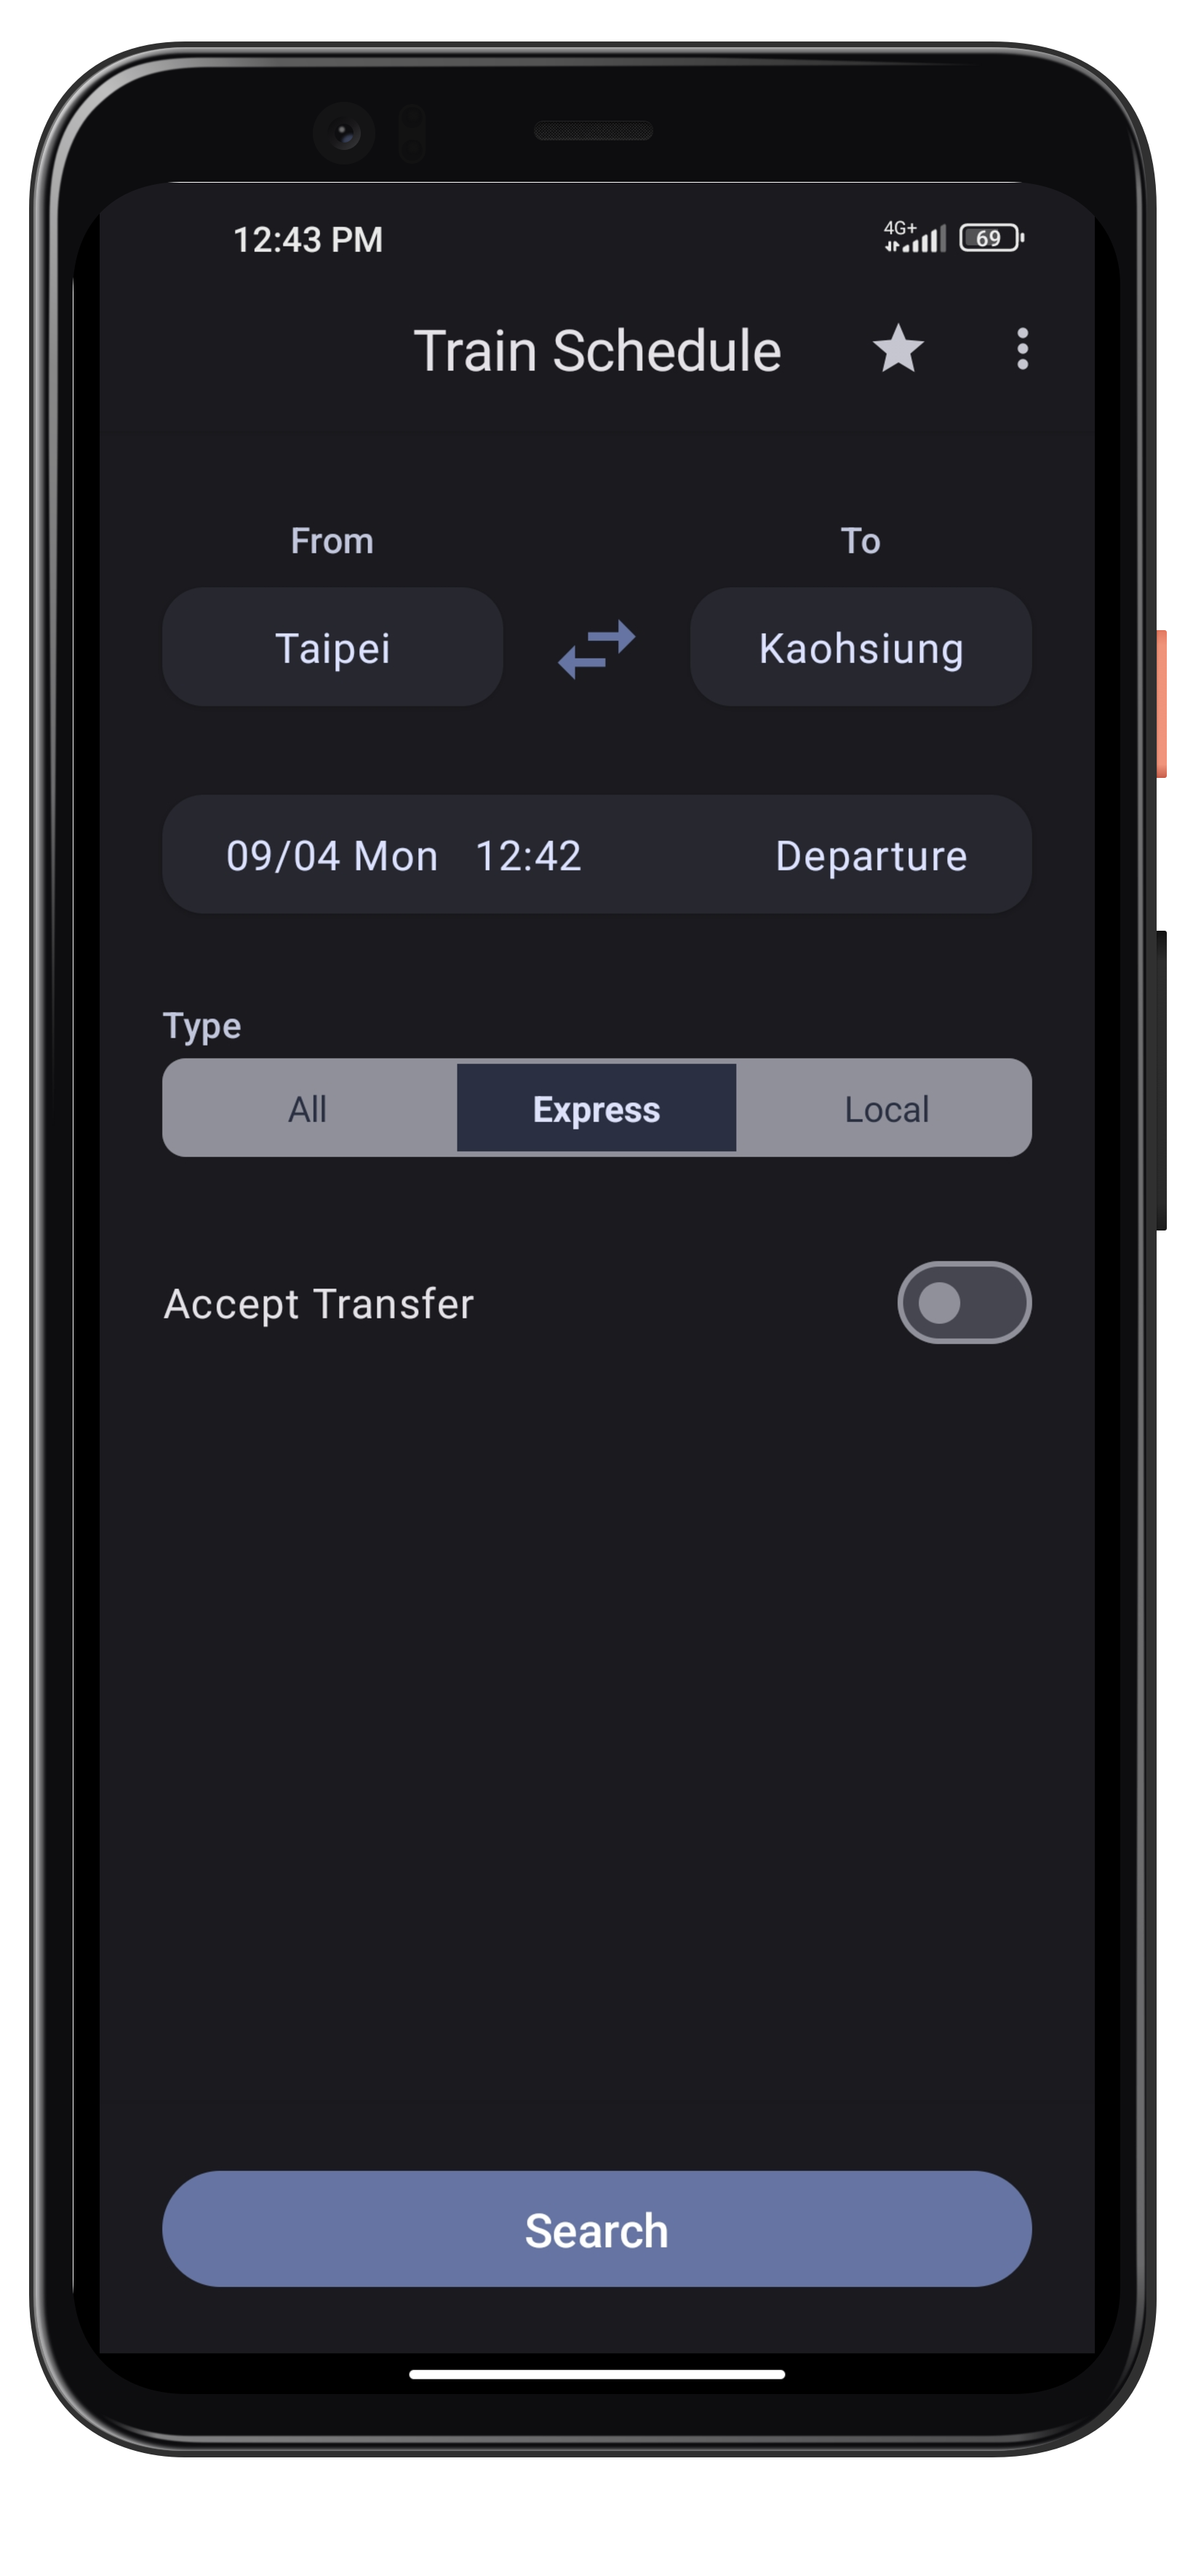 12:43 PM 4G+ 69
Train Schedule
From To
Taipei Kaohsiung
09/04 Mon 12:42 Departure
Type
All Express Local
Accept Transfer
Search